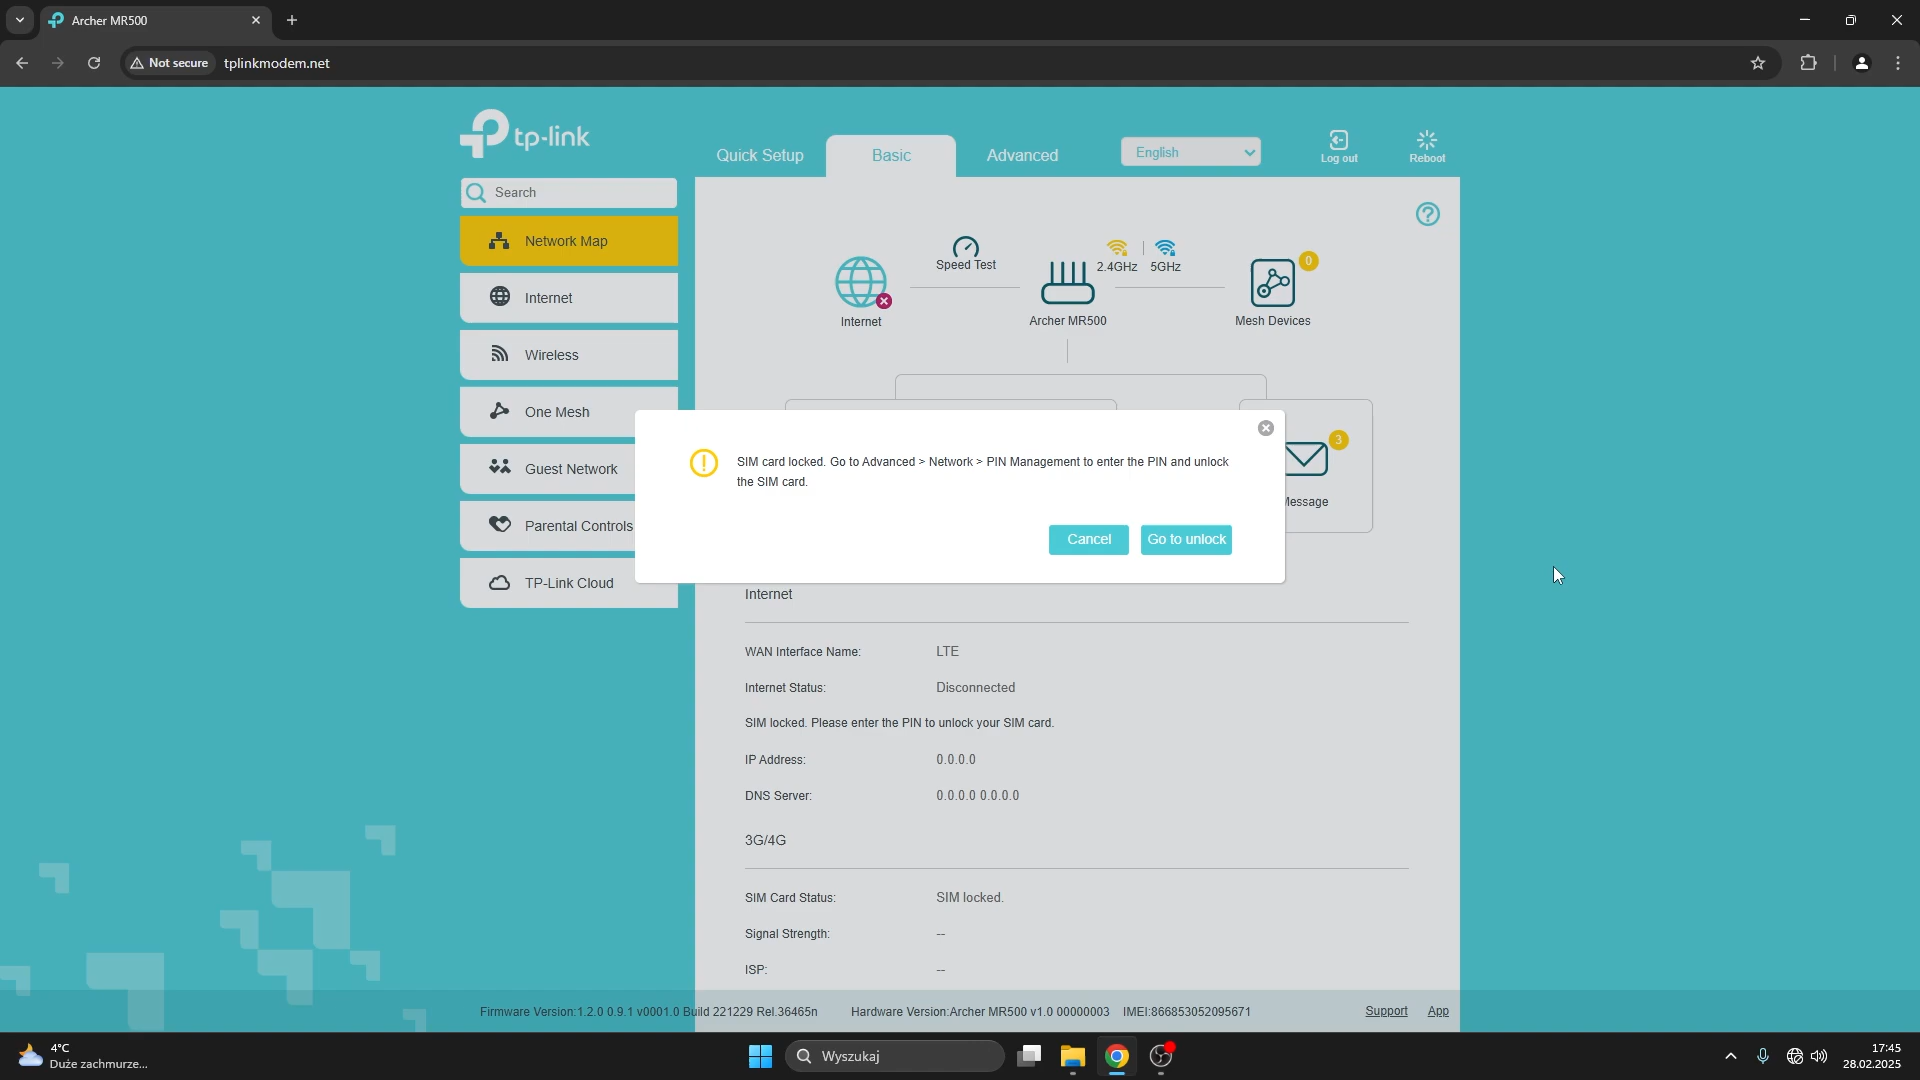 Archer MR500
Not secure
tplinkmodem.net
tp-link
Quick Setup
Basic
Advanced
English
Log out
Reboot
Search
Network Map
Internet
Wireless
One Mesh
Guest Network
Parental Controls
TP-Link Cloud
Speed Test
2.4GHz
5GHz
0
Internet
Archer MR500
Mesh Devices
3
Message
SIM card locked. Go to Advanced > Network > PIN Management to enter the PIN and unlock
the SIM card.
Cancel
Go to unlock
Internet
WAN Interface Name: LTE
Internet Status: Disconnected
SIM locked. Please enter the PIN to unlock your SIM card.
IP Address: 0.0.0.0
DNS Server: 0.0.0.0 0.0.0.0
3G/4G
SIM Card Status: SIM locked.
Signal Strength: --
ISP: --
Firmware Version:1.2.0 0.9.1 v0001.0 Build 221229 Rel.36465n
Hardware Version:Archer MR500 v1.0 00000003
IMEI:866853052095671
Support
App
4°C
Duże zachmurze...
Wyszukaj
17:45
28.02.2025